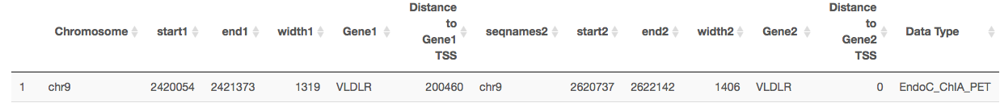 Chromosome start1 end1 width1 Gene1 Distance to Gene1 TSS seqnames2 start2 end2 width2 Gene2 Distance to Gene2 TSS Data Type
1 chr9 2420054 2421373 1319 VLDLR 200460 chr9 2620737 2622142 1406 VLDLR 0 EndoC_ChIA_PET